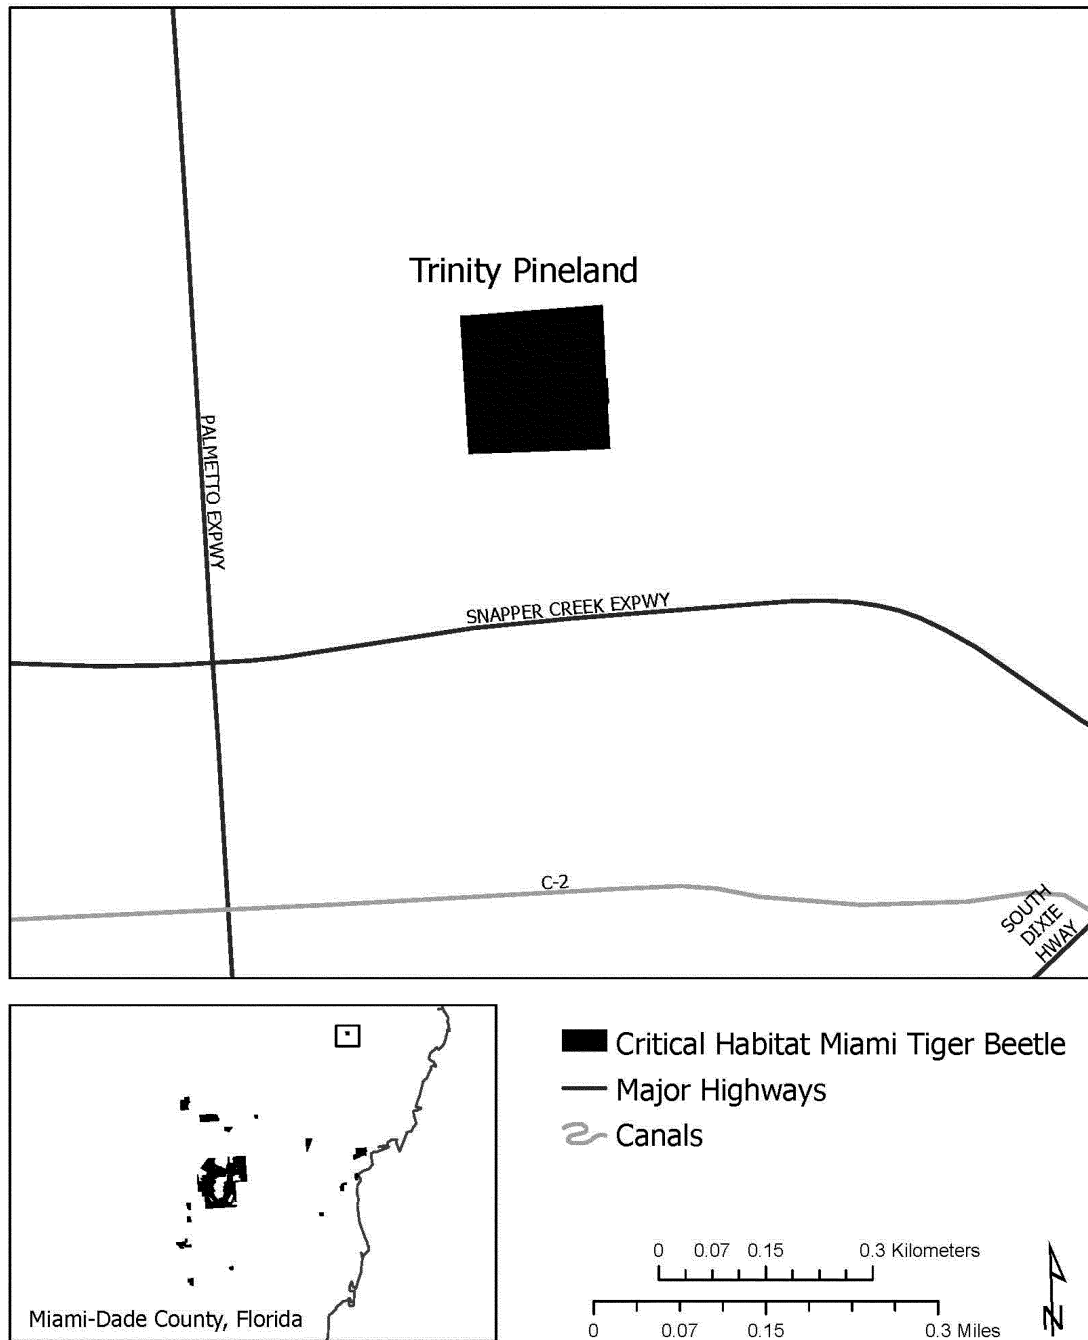 Trinity Pineland
PALMETTO EXPWY
SNAPPER CREEK EXPWY
C-2
SOUTH
DIXIE
HWAY
Miami-Dade County, Florida
Critical Habitat Miami Tiger Beetle
Major Highways
Canals
0 0.07 0.15 0.3 Kilometers
0 0.07 0.15 0.3 Miles
N